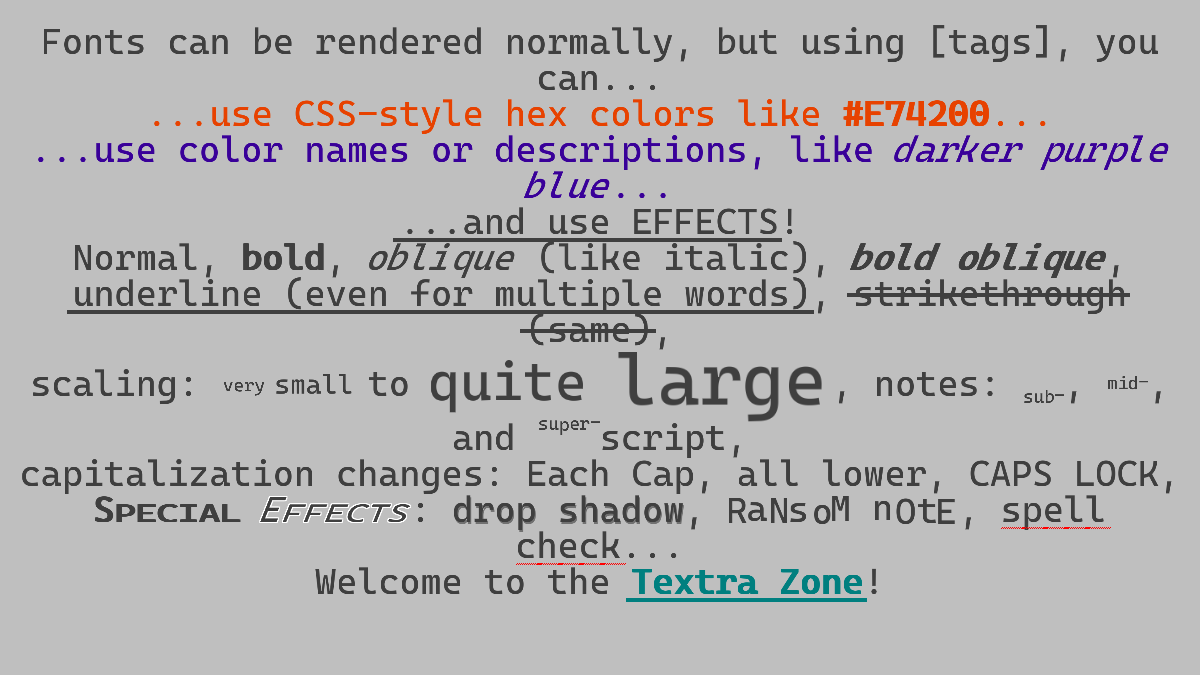 Fonts can be rendered normally, but using [tags], you
can...
...use CSS-style hex colors like #E74200...
...use color names or descriptions, like darker purple
blue...
...and use EFFECTS!
Normal, bold, oblique (like italic), bold oblique,
underline (even for multiple words), strikethrough
(same),
scaling: very small to quite large, notes: sub-, mid-,
and super-script,
capitalization changes: Each Cap, all lower, CAPS LOCK,
Special Effects: drop shadow, RaNsoM nOtE, spell
check...
Welcome to the Textra Zone!